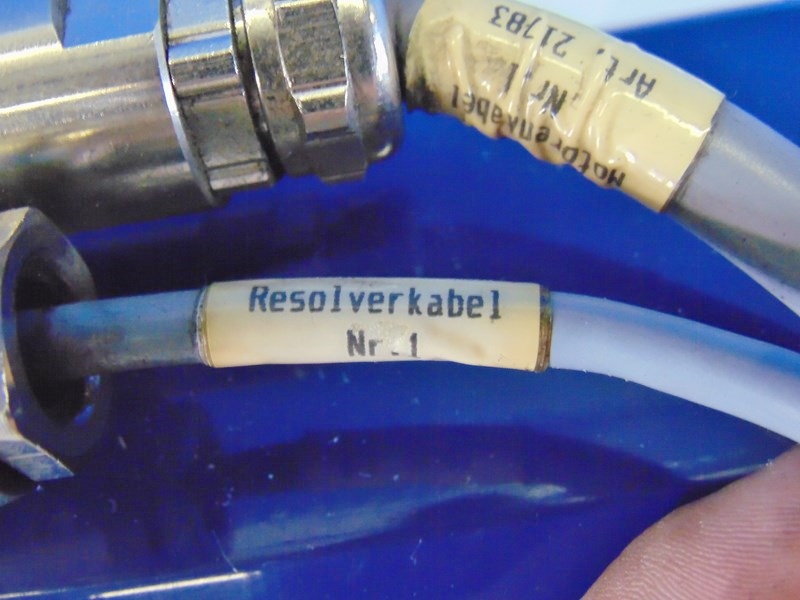 Motorenkabel
Nr.1
Art. 21783
Resolverkabel
Nr.1